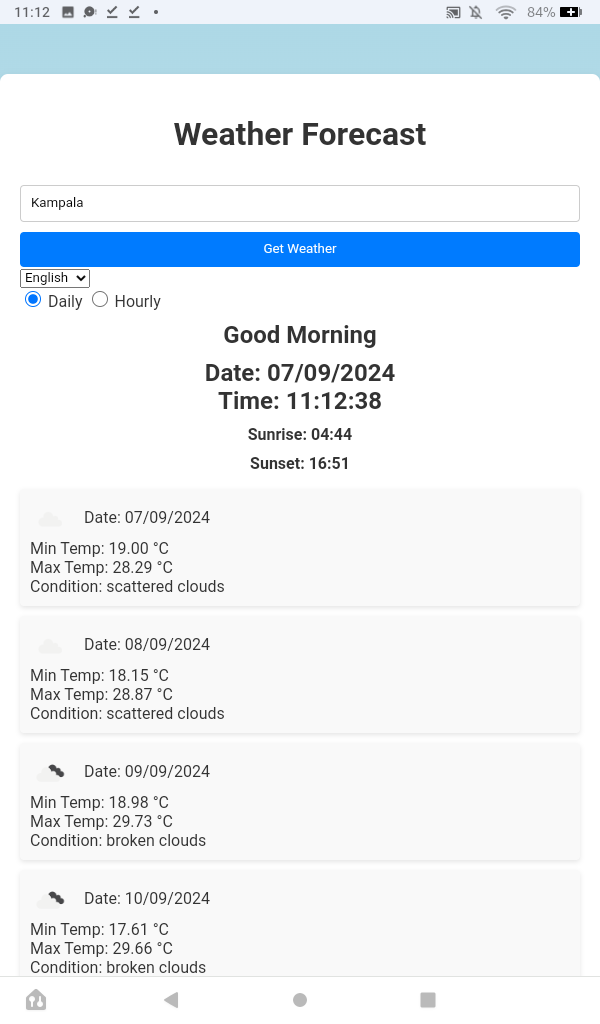 11:12
84%
Weather Forecast
Kampala
Get Weather
English
Daily Hourly
Good Morning
Date: 07/09/2024
Time: 11:12:38
Sunrise: 04:44
Sunset: 16:51
Date: 07/09/2024
Min Temp: 19.00 °C
Max Temp: 28.29 °C
Condition: scattered clouds
Date: 08/09/2024
Min Temp: 18.15 °C
Max Temp: 28.87 °C
Condition: scattered clouds
Date: 09/09/2024
Min Temp: 18.98 °C
Max Temp: 29.73 °C
Condition: broken clouds
Date: 10/09/2024
Min Temp: 17.61 °C
Max Temp: 29.66 °C
Condition: broken clouds